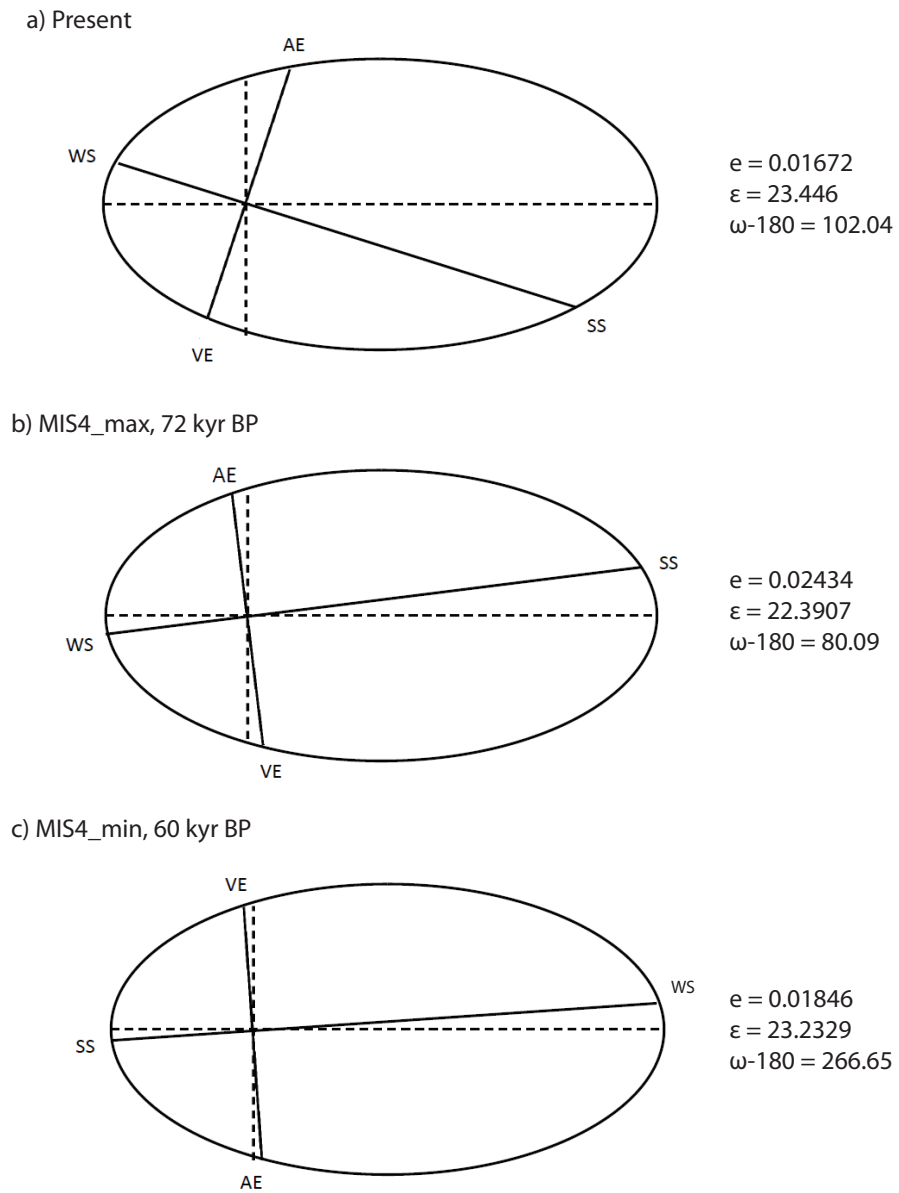 a) Present
AE
WS
e = 0.01672
ε = 23.446
ω-180 = 102.04
SS
VE
b) MIS4_max, 72 kyr BP
AE
SS
e = 0.02434
ε = 22.3907
ω-180 = 80.09
WS
VE
c) MIS4_min, 60 kyr BP
VE
WS
e = 0.01846
ε = 23.2329
ω-180 = 266.65
SS
AE